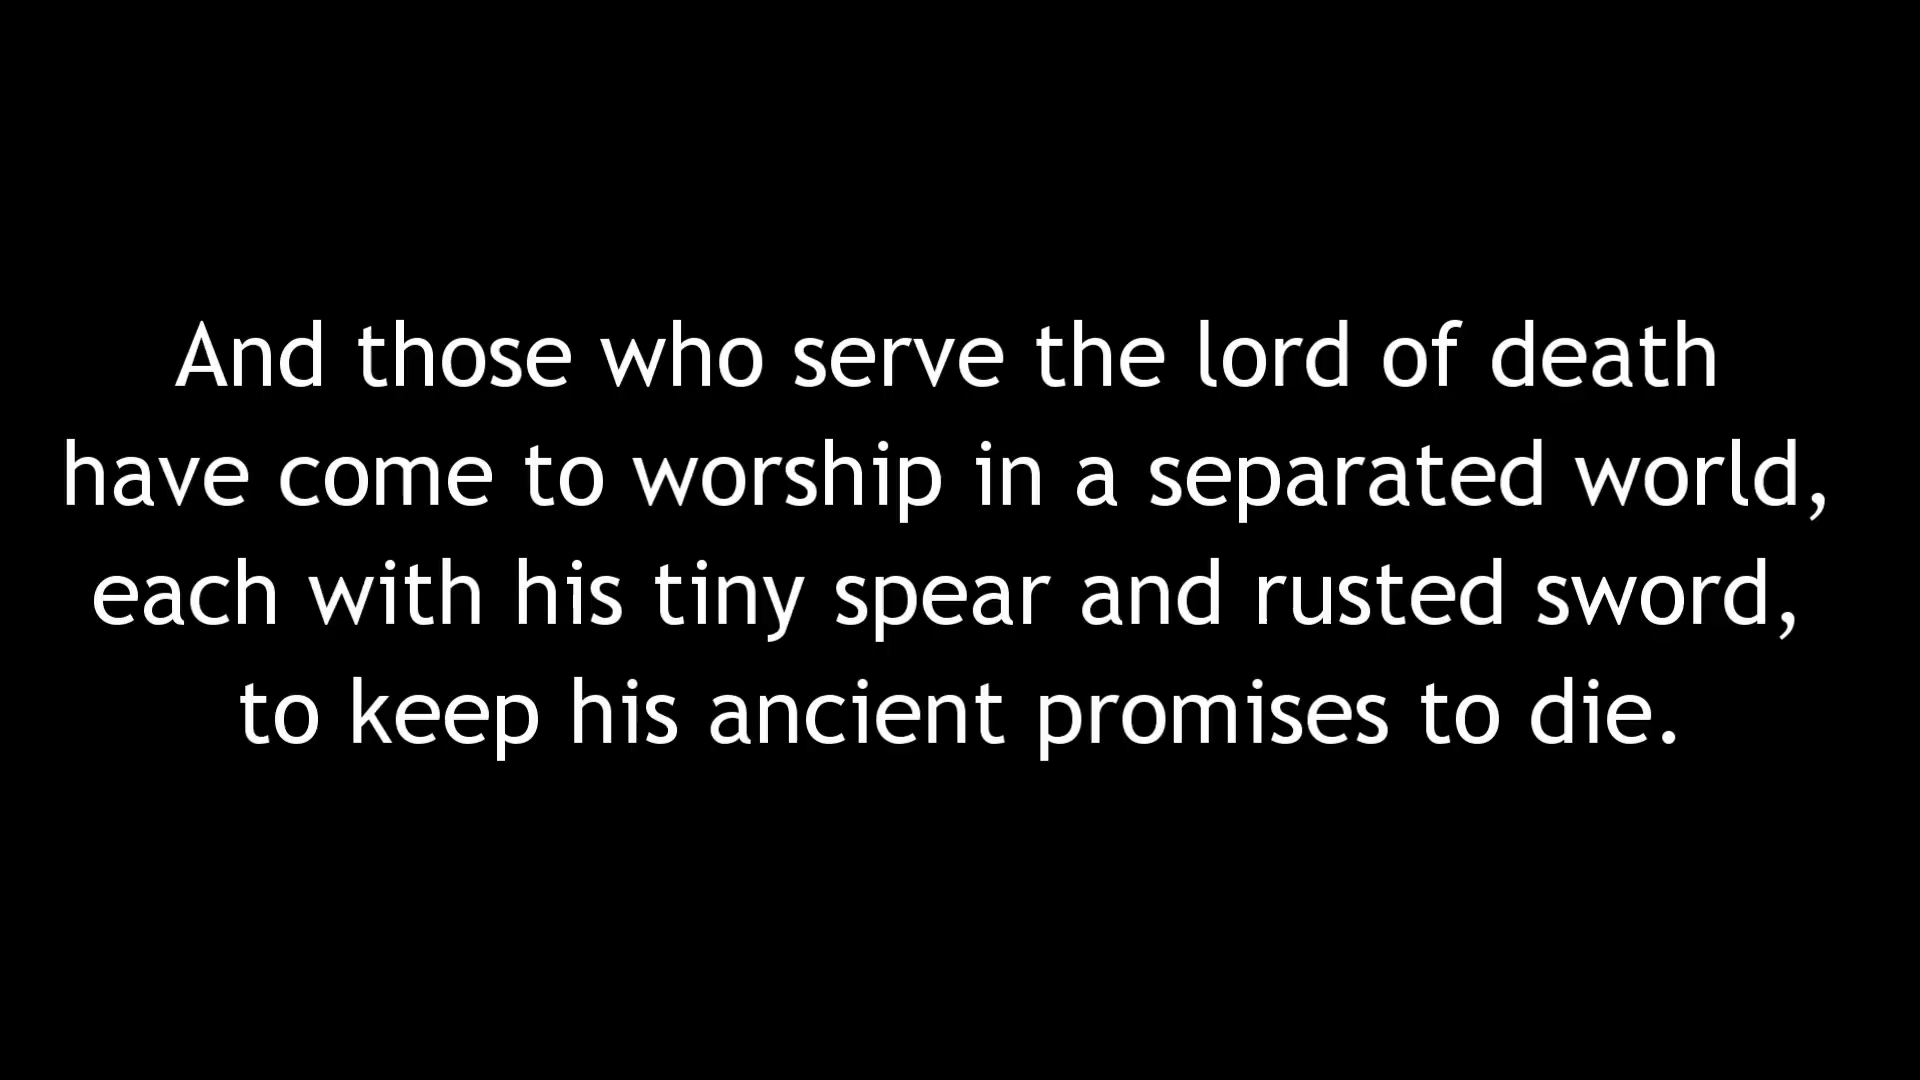 And those who serve the lord of death
have come to worship in a separated world,
each with his tiny spear and rusted sword,
to keep his ancient promises to die.